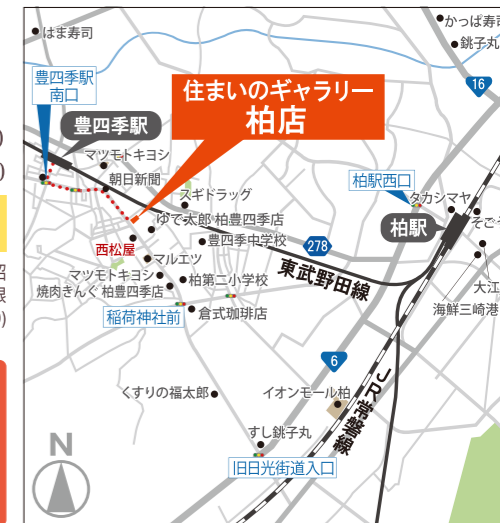 はま寿司
かっぱ寿
銚子丸
16
豊四季駅
南口
住まいのギャラリー
柏店
豊四季駅
マツモトキヨシ
朝日新聞
スギドラッグ
柏駅西口
タカシマヤ
ゆで太郎 柏豊四季店
柏駅
西松屋
豊四季中学校
278
マルエツ
東武野田線
マツモトキヨシ
柏第二小学校
大江
焼肉きんぐ 柏豊四季店
稲荷神社前
倉式珈琲店
海鮮三崎港
6
JR常磐線
くすりの福太郎
イオンモール柏
すし銚子丸
旧日光街道入口
N